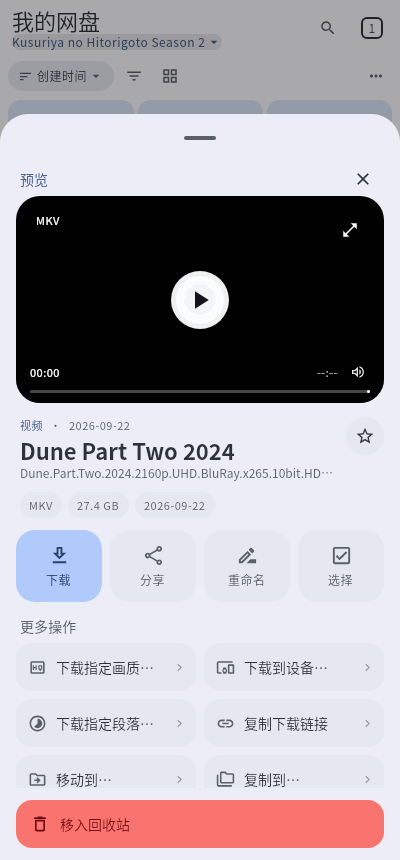 我的网盘
1
Kusuriya no Hitorigoto Season 2
创建时间
预览
MKV
00:00
--:--
视频 • 2026-09-22
Dune Part Two 2024
Dune.Part.Two.2024.2160p.UHD.BluRay.x265.10bit.HD…
MKV 27.4 GB 2026-09-22
下载 分享 重命名 选择
更多操作
下载指定画质… 下载到设备…
下载指定段落… 复制下载链接
移动到… 复制到…
移入回收站